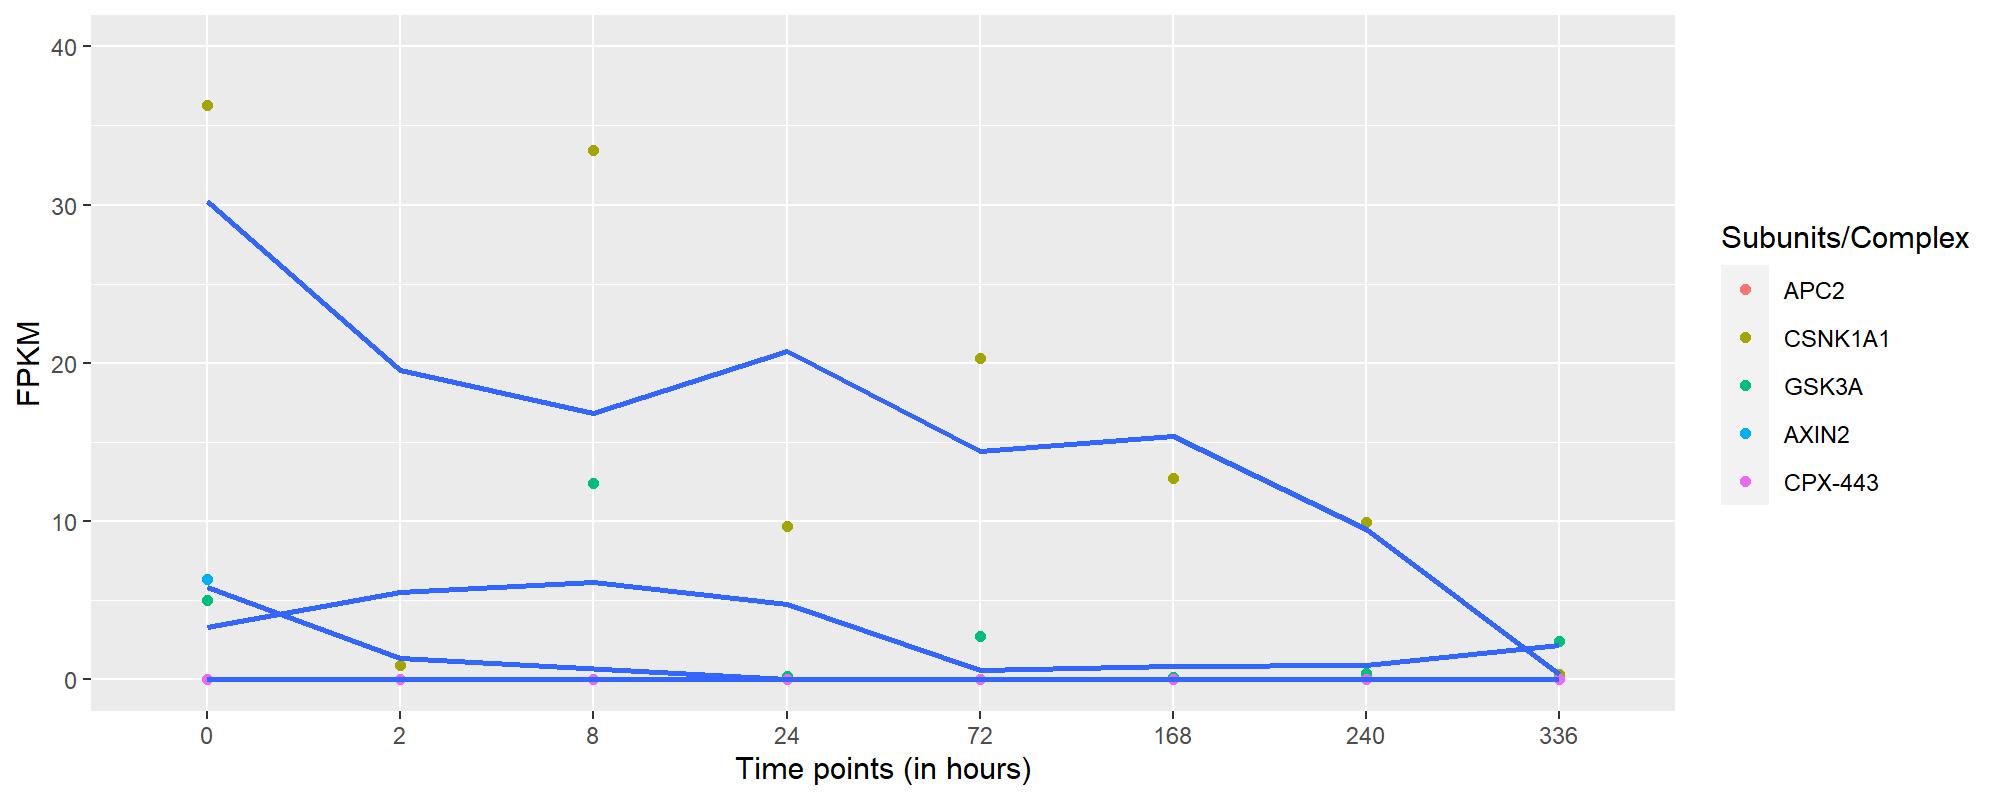 40
30
20
10
0
FPKM
0 2 8 24 72 168 240 336
Time points (in hours)
Subunits/Complex
APC2
CSNK1A1
GSK3A
AXIN2
CPX-443